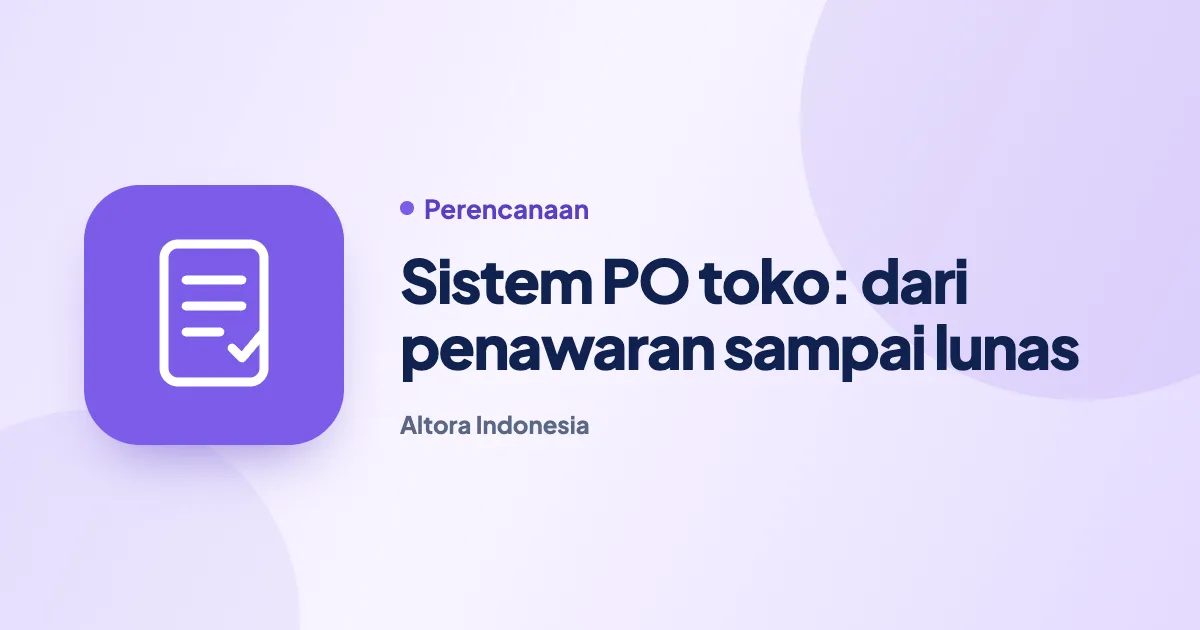 Perencanaan
Sistem PO toko: dari
penawaran sampai lunas
Altora Indonesia